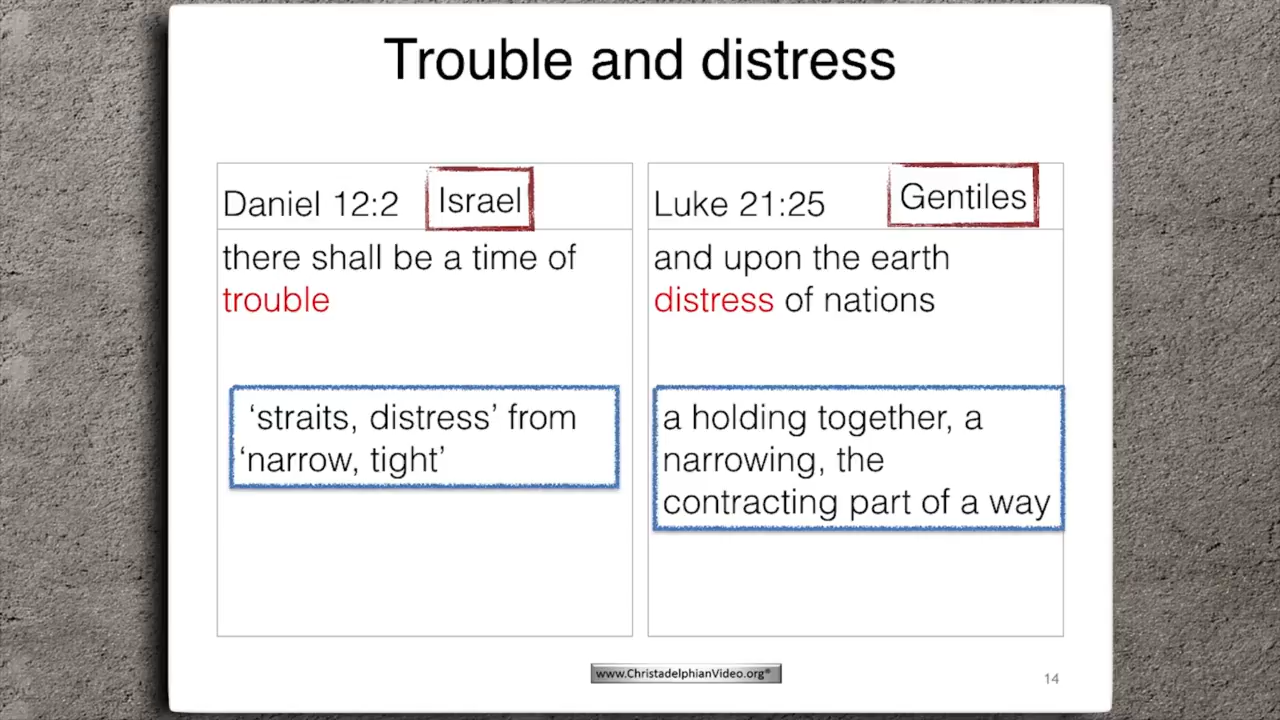 Trouble and distress
Daniel 12:2 Israel
there shall be a time of
trouble
‘straits, distress’ from
‘narrow, tight’
Luke 21:25 Gentiles
and upon the earth
distress of nations
a holding together, a
narrowing, the
contracting part of a way
www.ChristadelphianVideo.org®
14